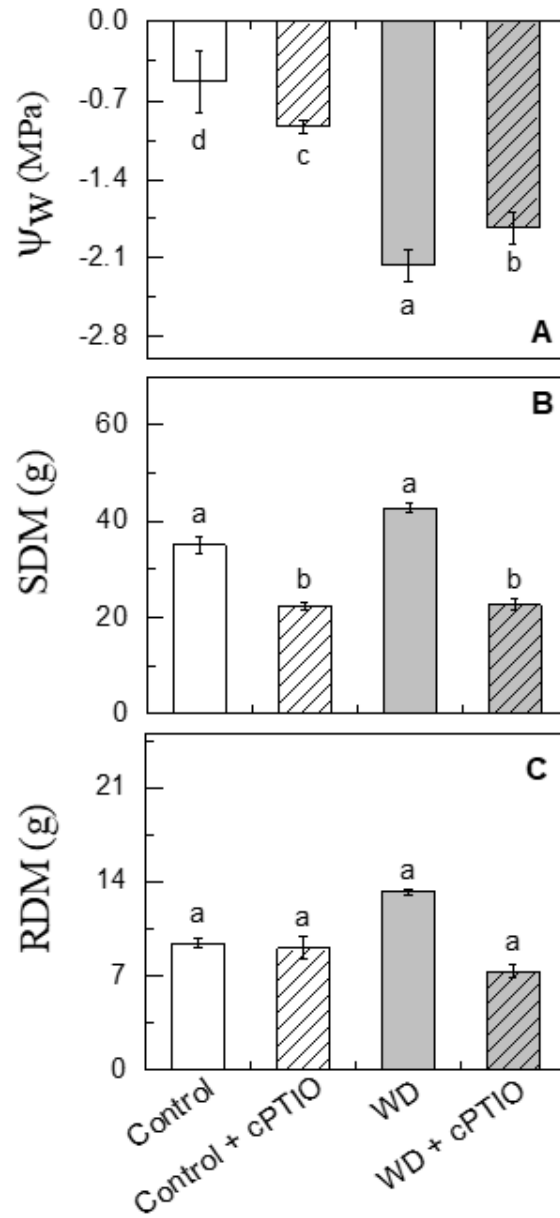 0.0
-0.7
-1.4
-2.1
-2.8
ΨW (MPa)
d
c
a
b
A
60
40
20
0
SDM (g)
a
b
a
b
B
21
14
7
0
RDM (g)
a
a
a
a
C
Control
Control + cPTIO
WD
WD + cPTIO